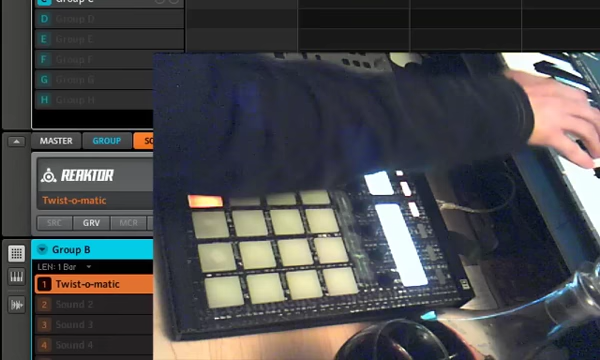 Group C
D Group D
E Group E
F Group F
G Group G
H Group H
MASTER GROUP
REAKTOR
Twist-o-matic
SRC GRV MCR
Group B
LEN: 1 Bar
1 Twist-o-matic
2 Sound 2
3 Sound 3
4 Sound 4